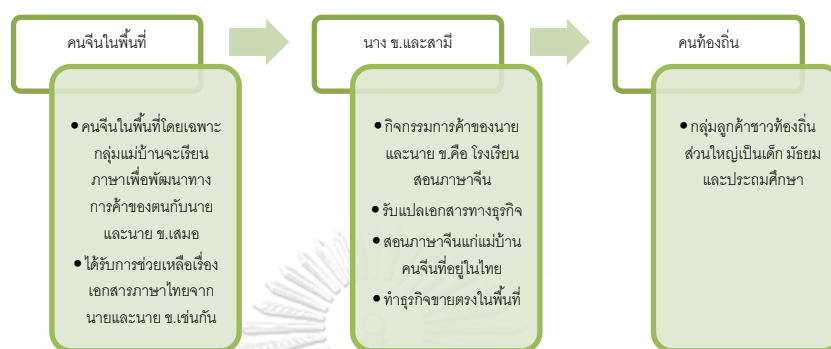 คนจีนในพื้นที่
• คนจีนในพื้นที่โดยเฉพาะ
กลุ่มแม่บ้านจะเรียน
ภาษาเพื่อพัฒนาทาง
การค้าของตนกับนาย
และนาย ข.เสมอ
• ได้รับการช่วยเหลือเรื่อง
เอกสารภาษาไทยจาก
นายและนาย ข.เช่นกัน
นาง ข.และสามี
• กิจกรรมการค้าของนาย
และนาย ข.คือ โรงเรียน
สอนภาษาจีน
• รับแปลเอกสารทางธุรกิจ
• สอนภาษาจีนแก่แม่บ้าน
คนจีนที่อยู่ในไทย
• ทำธุรกิจขายตรงในพื้นที่
คนท้องถิ่น
• กลุ่มลูกค้าชาวท้องถิ่น
ส่วนใหญ่เป็นเด็ก มัธยม
และประถมศึกษา